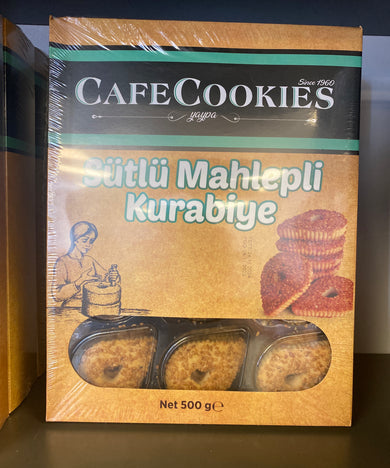 Since 1960
CAFECOOKIES
yaypa
Sütlü Mahlepli
Kurabiye
Net 500 g℮